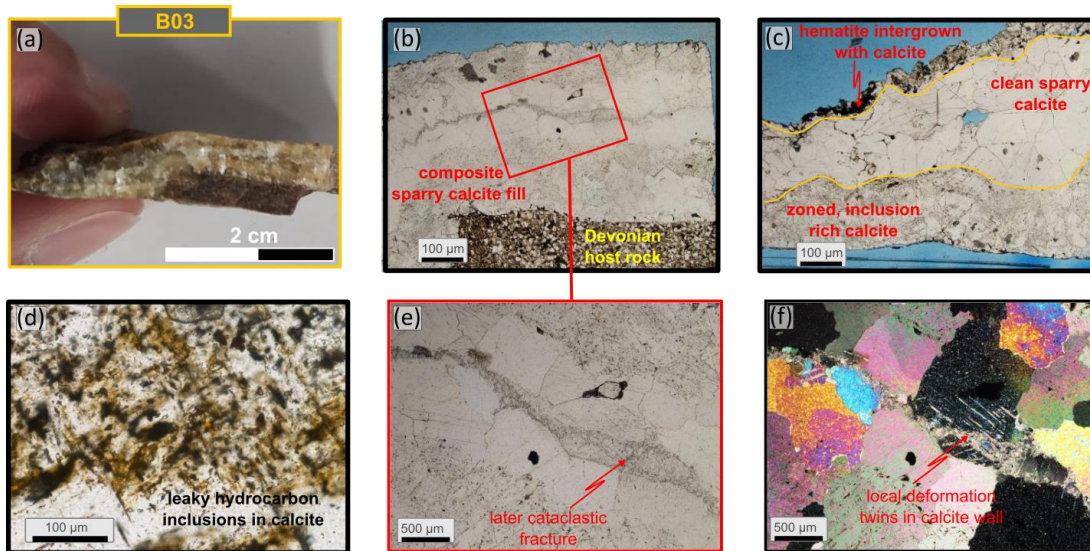 B03
(a)
2 cm
(b)
composite
sparry calcite fill
Devonian
host rock
100 µm
(c)
hematite intergrown
with calcite
clean sparry
calcite
zoned, inclusion
rich calcite
100 µm
(d)
leaky hydrocarbon
inclusions in calcite
100 µm
(e)
later cataclastic
fracture
500 µm
(f)
local deformation
twins in calcite wall
500 µm